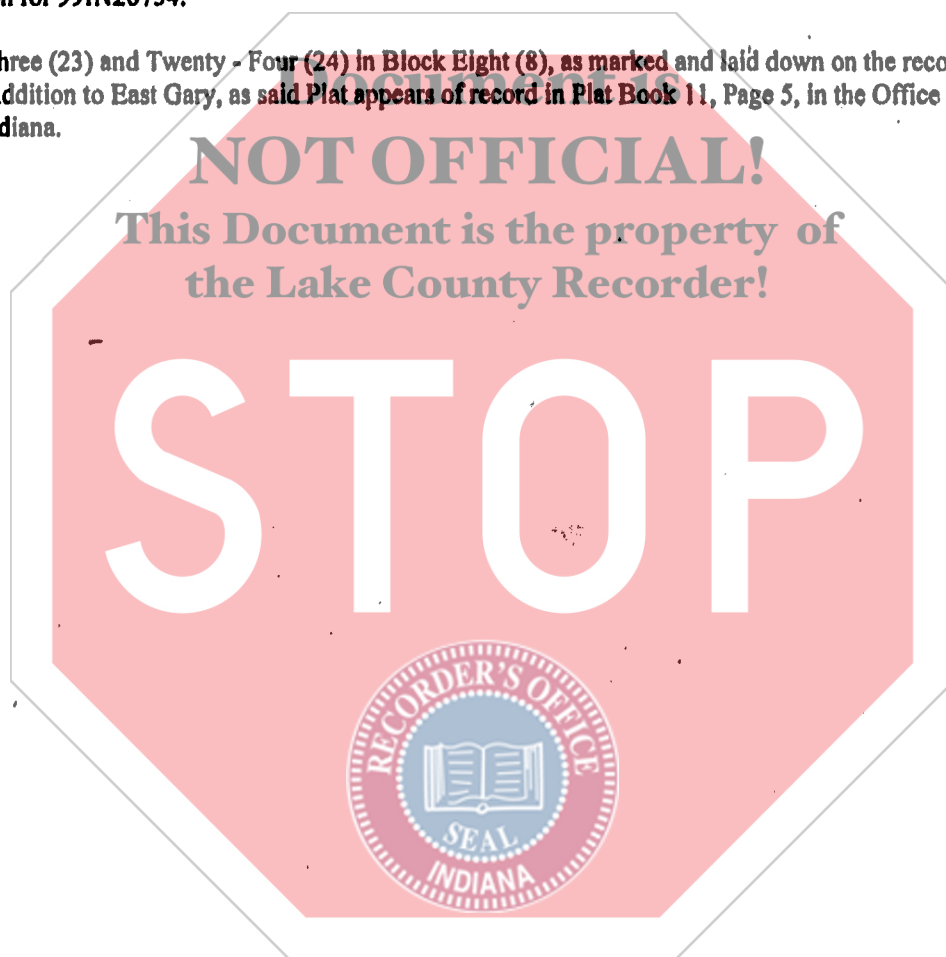 hree (23) and Twenty - Four (24) in Block Eight (8), as marked and laid down on the reco
ddition to East Gary, as said Plat appears of record in Plat Book 11, Page 5, in the Office
diana.
Document is
NOT OFFICIAL!
This Document is the property of
the Lake County Recorder!
STOP
RECORDER'S OFFICE
SEAL
INDIANA